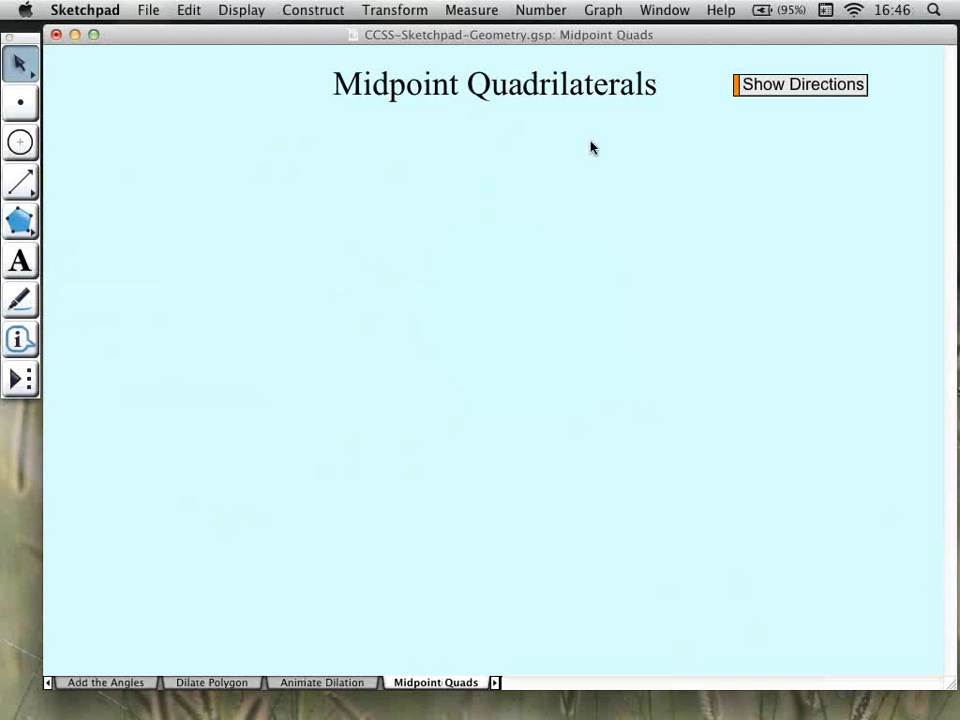 Sketchpad File Edit Display Construct Transform Measure Number Graph Window Help (95%) 16:46
CCSS-Sketchpad-Geometry.gsp: Midpoint Quads
Midpoint Quadrilaterals
Show Directions
A
i
Add the Angles Dilate Polygon Animate Dilation Midpoint Quads